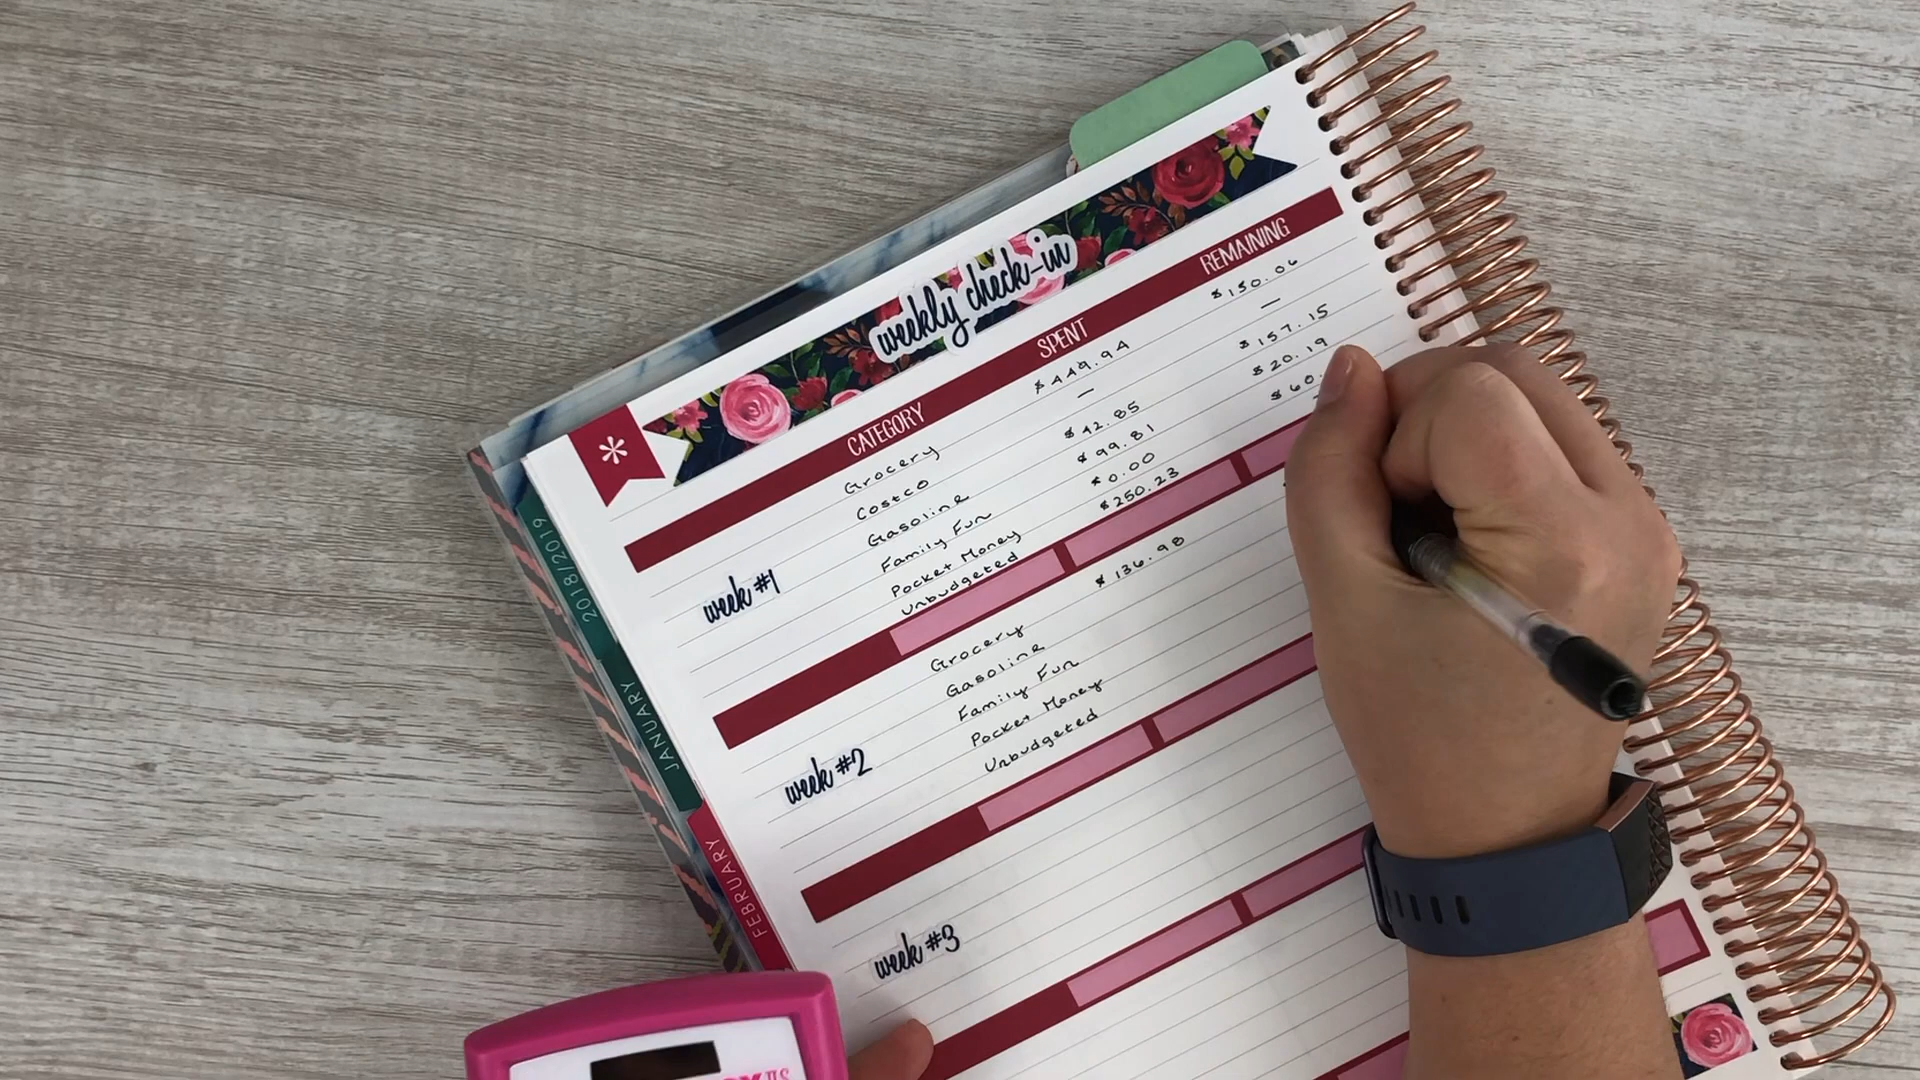 weekly check-in
CATEGORY SPENT REMAINING
Grocery $449.94 $150.06
Costco — —
Gasoline $42.85 $157.15
Family Fun $99.81 $20.19
Pocket Money $0.00 $60.
Unbudgeted $250.23
week #1
Grocery $136.98
Gasoline
Family Fun
Pocket Money
Unbudgeted
week #2
week #3
2018/2019
JANUARY
FEBRUARY